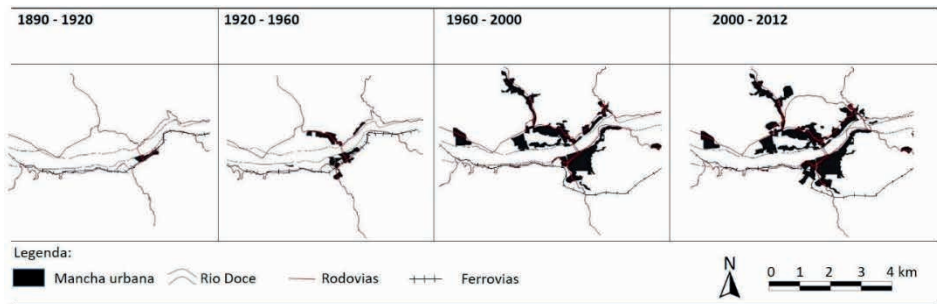 1890 - 1920
1920 - 1960
1960 - 2000
2000 - 2012
Legenda:
Mancha urbana
Rio Doce
Rodovias
Ferrovias
N
0 1 2 3 4 km